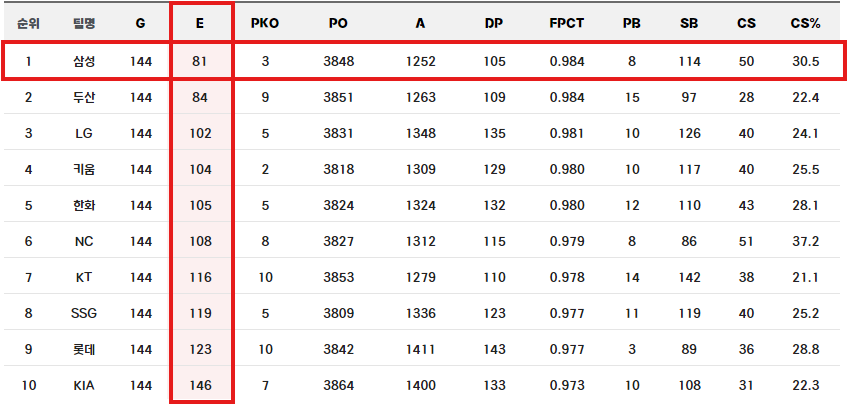 순위 팀명 G E PKO PO A DP FPCT PB SB CS CS%
1 삼성 144 81 3 3848 1252 105 0.984 8 114 50 30.5
2 두산 144 84 9 3851 1263 109 0.984 15 97 28 22.4
3 LG 144 102 5 3831 1348 135 0.981 10 126 40 24.1
4 키움 144 104 2 3818 1309 129 0.980 10 117 40 25.5
5 한화 144 105 5 3824 1324 132 0.980 12 110 43 28.1
6 NC 144 108 8 3827 1312 115 0.979 8 86 51 37.2
7 KT 144 116 10 3853 1279 110 0.978 14 142 38 21.1
8 SSG 144 119 5 3809 1336 123 0.977 11 119 40 25.2
9 롯데 144 123 10 3842 1411 143 0.977 3 89 36 28.8
10 KIA 144 146 7 3864 1400 133 0.973 10 108 31 22.3